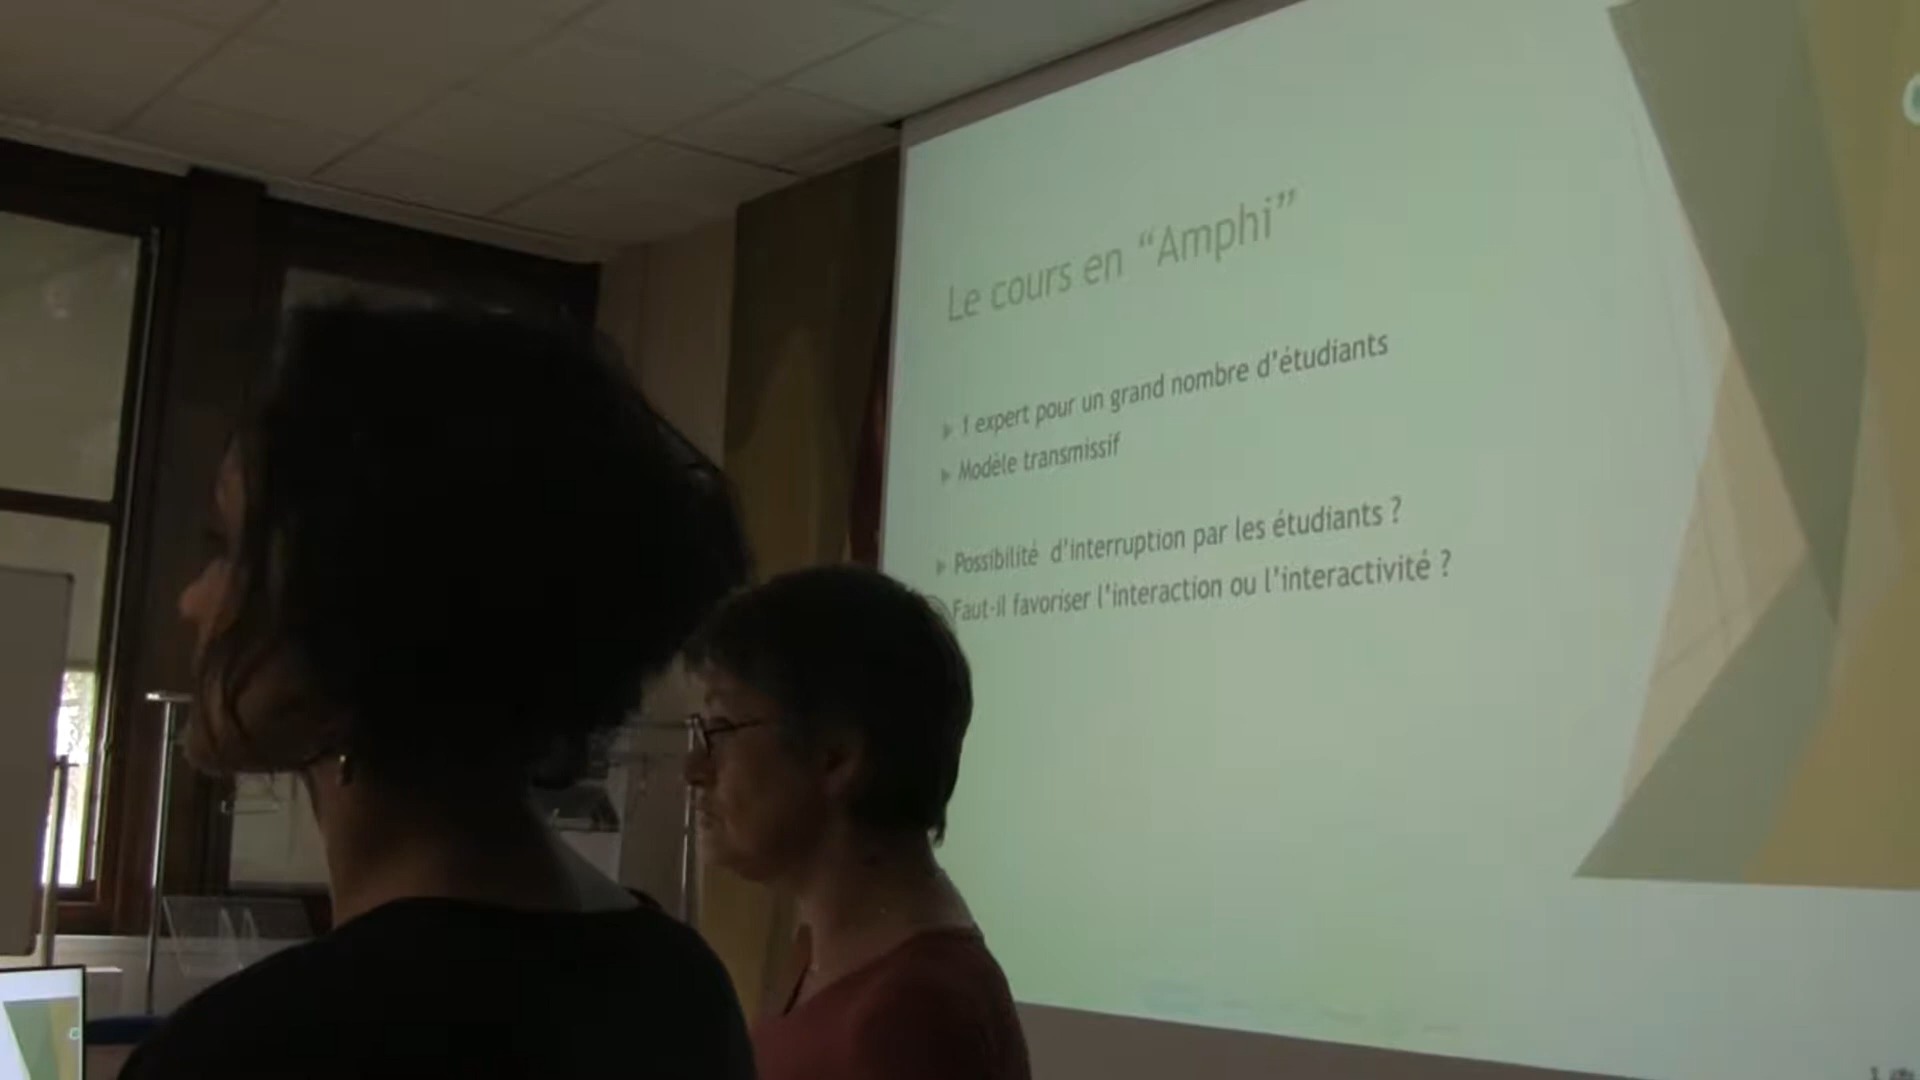 Le cours en “Amphi”
1 expert pour un grand nombre d'étudiants
Modèle transmissif
Possibilité d'interruption par les étudiants ?
Faut-il favoriser l'interaction ou l'interactivité ?